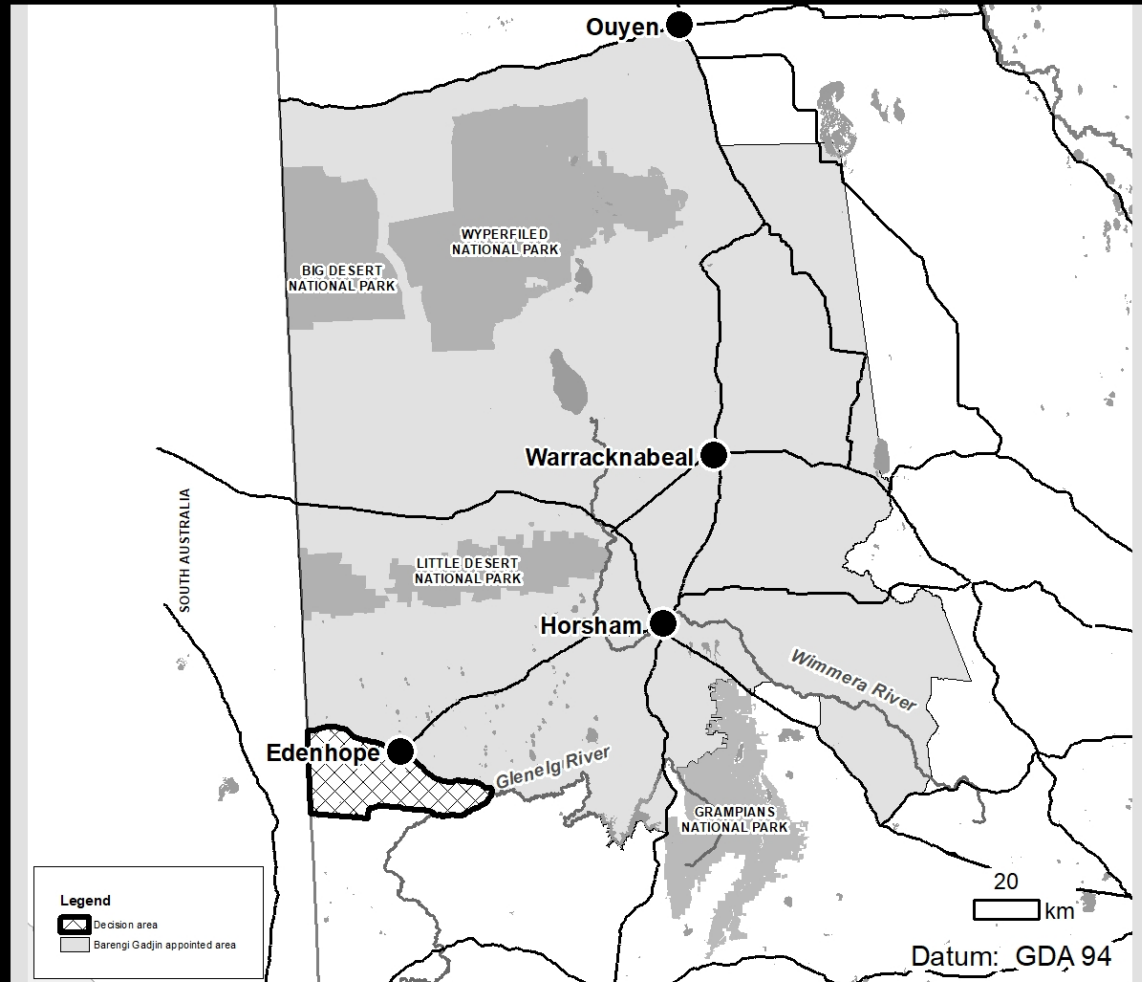 Ouyen
WYPERFILED
NATIONAL PARK
BIG DESERT
NATIONAL PARK
Warracknabeal
SOUTH AUSTRALIA
LITTLE DESERT
NATIONAL PARK
Horsham
Wimmera River
Edenhope
Glenelg River
GRAMPIANS
NATIONAL PARK
Legend
Decision area
Barengi Gadjin appointed area
20
km
Datum: GDA 94